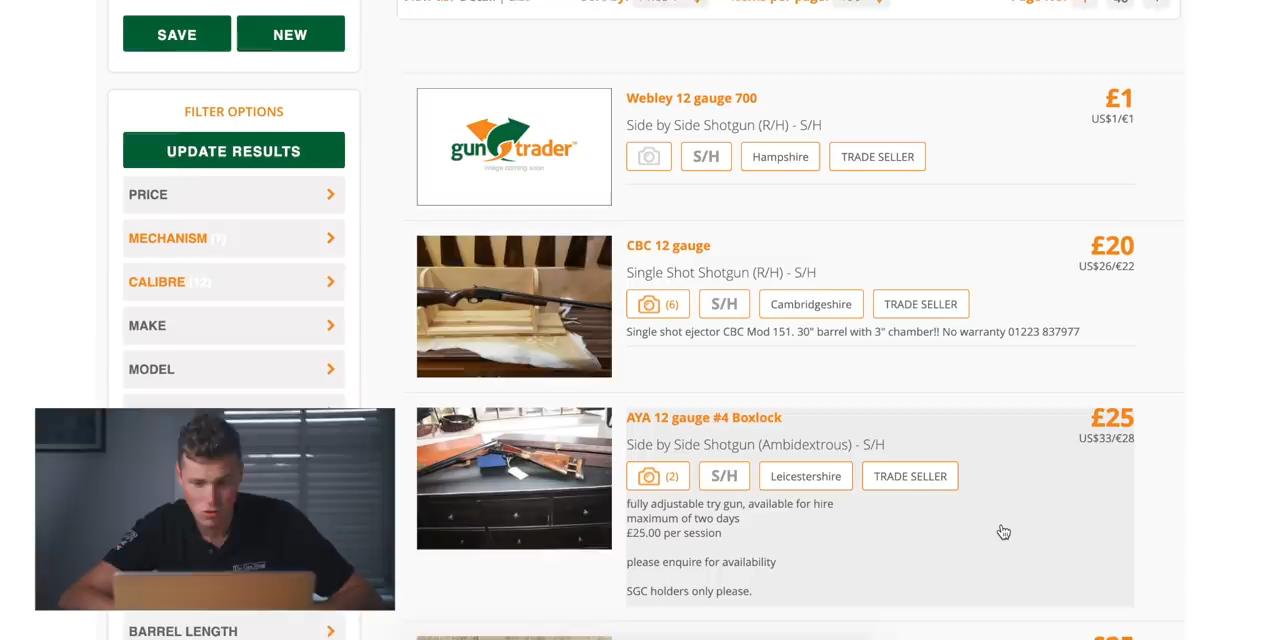 SAVE
NEW
FILTER OPTIONS
UPDATE RESULTS
PRICE
MECHANISM
CALIBRE (12)
MAKE
MODEL
BARREL LENGTH
gun trader
image coming soon
Webley 12 gauge 700
£1
US$1/€1
Side by Side Shotgun (R/H) - S/H
S/H
Hampshire
TRADE SELLER
CBC 12 gauge
£20
US$26/€22
Single Shot Shotgun (R/H) - S/H
(6)
S/H
Cambridgeshire
TRADE SELLER
Single shot ejector CBC Mod 151. 30" barrel with 3" chamber!! No warranty 01223 837977
AYA 12 gauge #4 Boxlock
£25
US$33/€28
Side by Side Shotgun (Ambidextrous) - S/H
(2)
S/H
Leicestershire
TRADE SELLER
fully adjustable try gun, available for hire
maximum of two days
£25.00 per session
please enquire for availability
SGC holders only please.